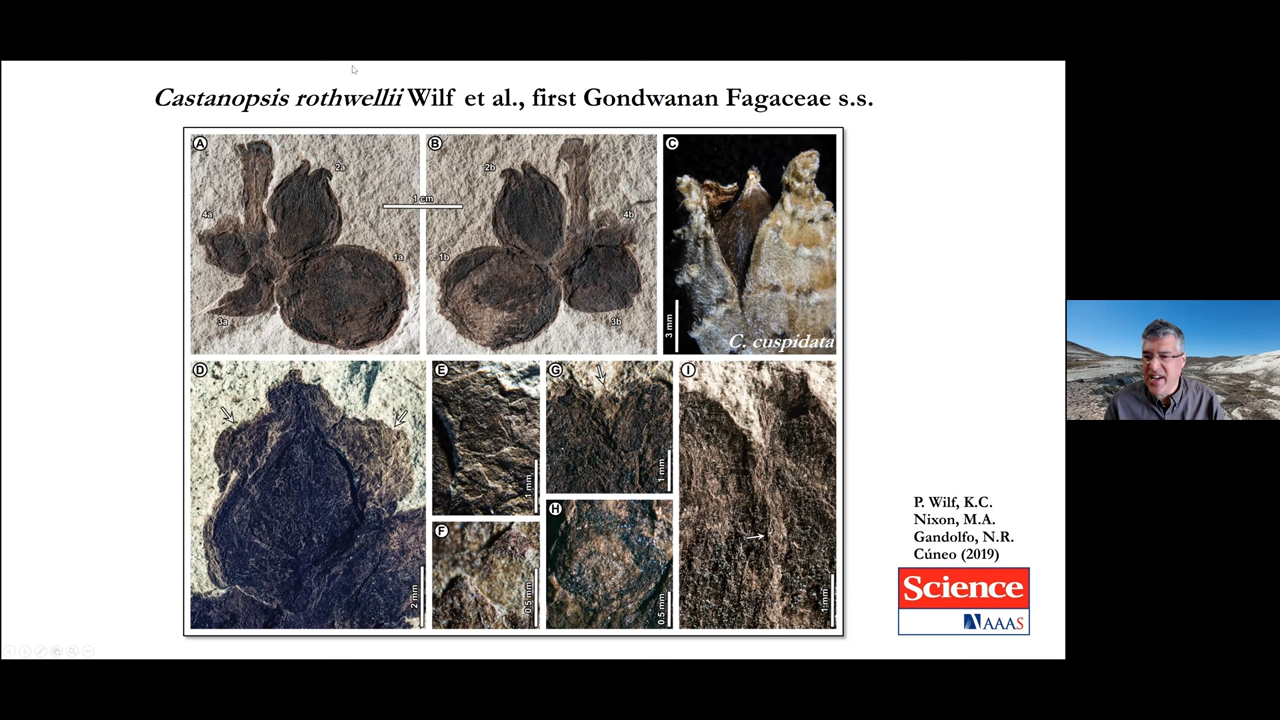 Castanopsis rothwellii Wilf et al., first Gondwanan Fagaceae s.s.
A
2a
4a
1a
3a
1 cm
B
2b
4b
1b
3b
C
3 mm
C. cuspidata
D
2 mm
E
1 mm
F
0.5 mm
G
1 mm
H
0.5 mm
I
1 mm
P. Wilf, K.C.
Nixon, M.A.
Gandolfo, N.R.
Cúneo (2019)
Science
AAAS